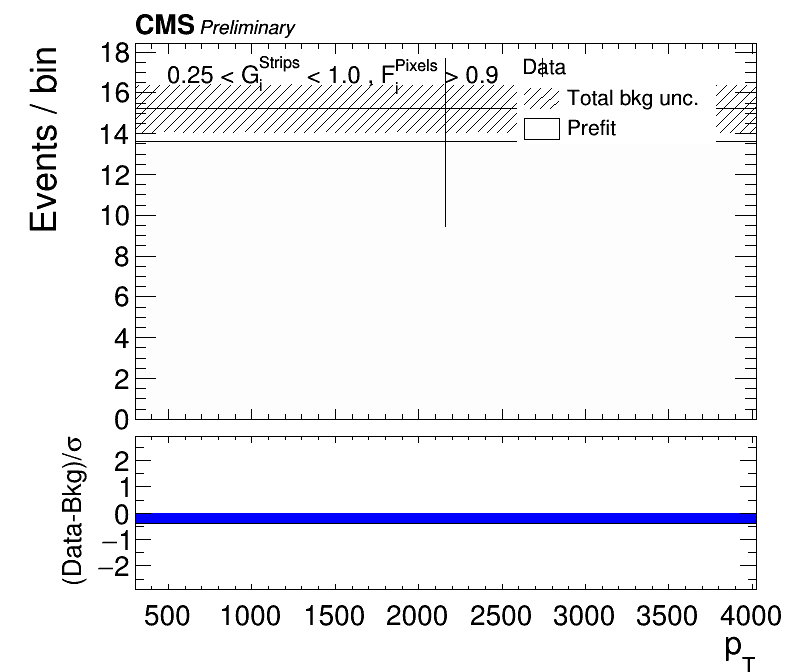 CMS Preliminary
Events / bin
18
16
14
12
10
8
6
4
2
0
0.25 < G_i^Strips < 1.0 , F_i^Pixels > 0.9
Data
Total bkg unc.
Prefit
(Data-Bkg)/σ
2
1
0
−1
−2
500 1000 1500 2000 2500 3000 3500 4000
p_T